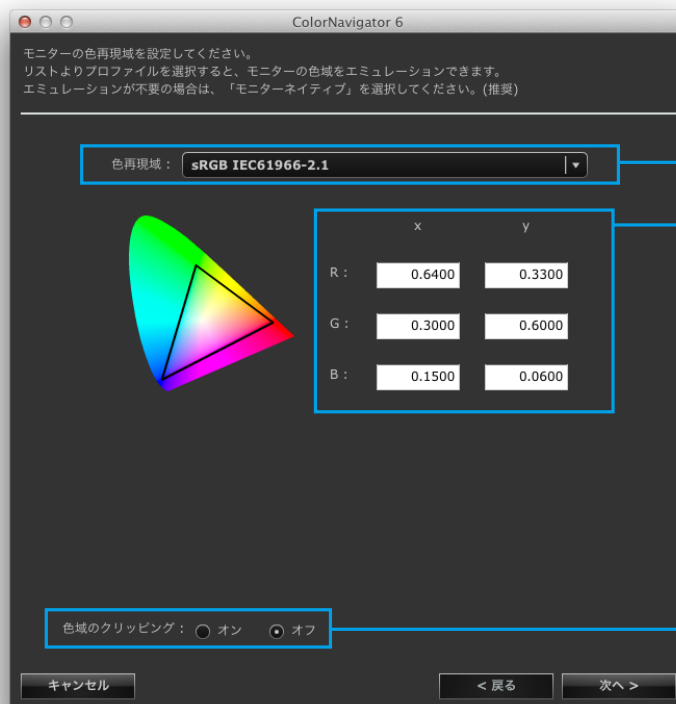 ColorNavigator 6
モニターの色再現域を設定してください。
リストよりプロファイルを選択すると、モニターの色域をエミュレーションできます。
エミュレーションが不要の場合は、「モニターネイティブ」を選択してください。(推奨)
色再現域： sRGB IEC61966-2.1
x y
R： 0.6400 0.3300
G： 0.3000 0.6000
B： 0.1500 0.0600
色域のクリッピング： オン オフ
キャンセル < 戻る 次へ >